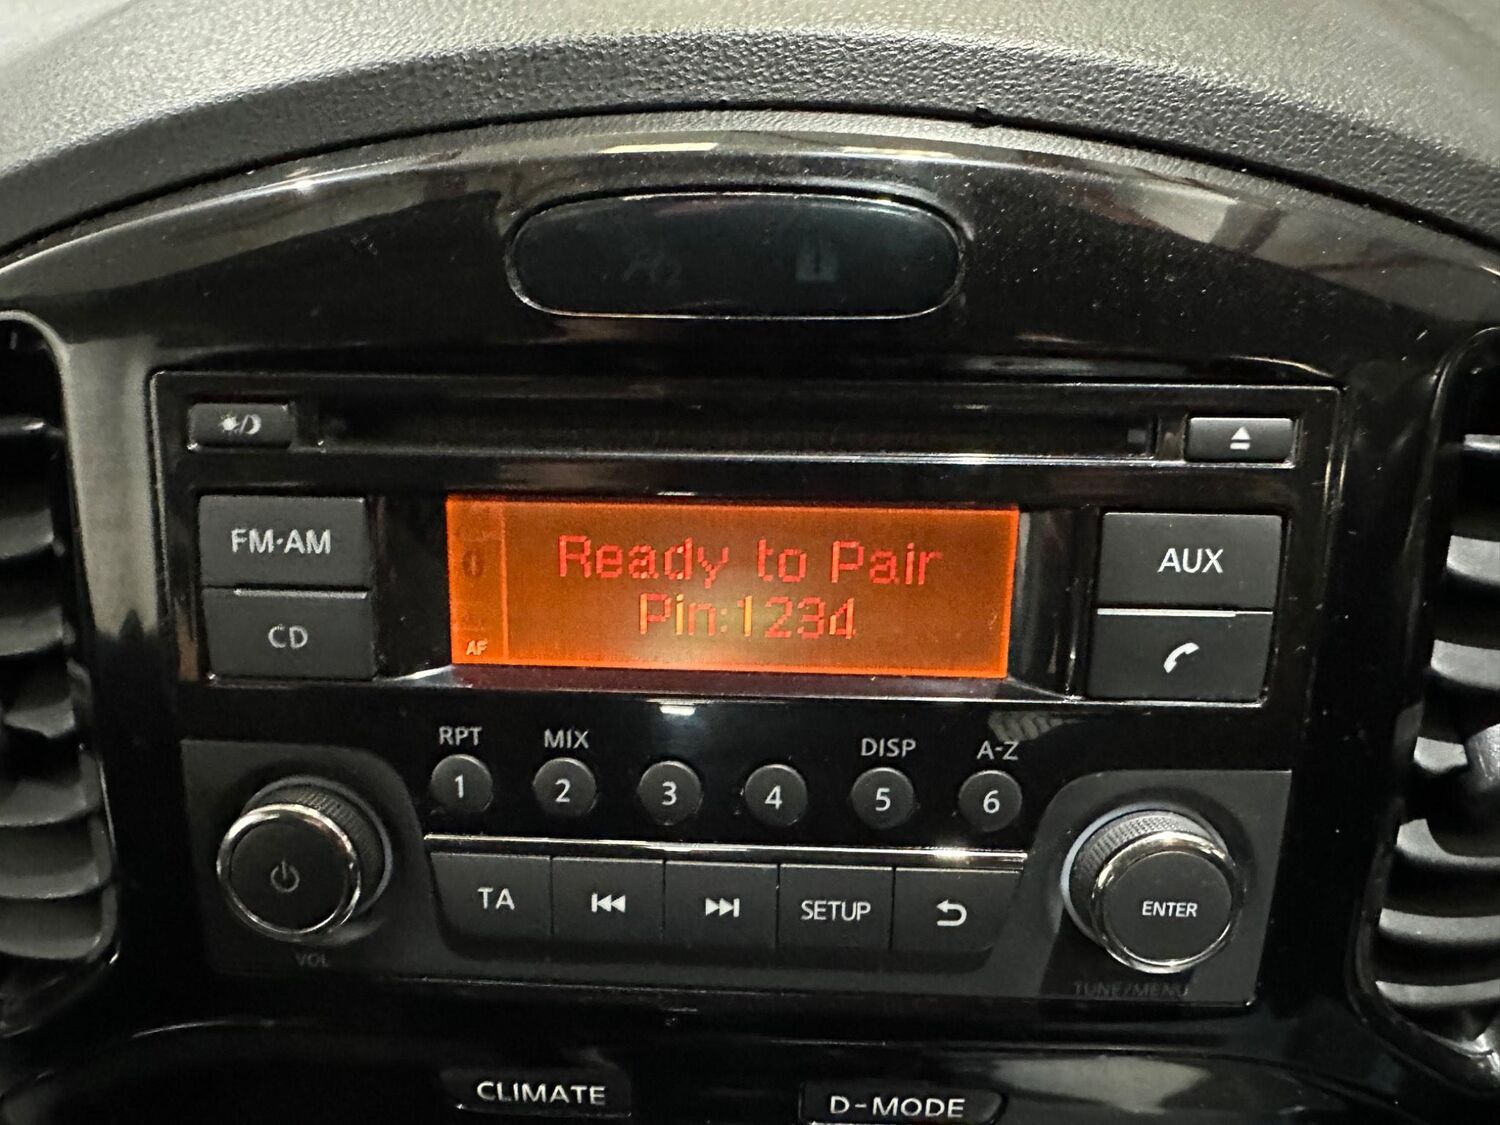 FM·AM
CD
Ready to Pair
Pin:1234
AF
AUX
RPT
MIX
DISP
A-Z
1
2
3
4
5
6
TA
SETUP
ENTER
VOL
TUNE/MENU
CLIMATE
D-MODE